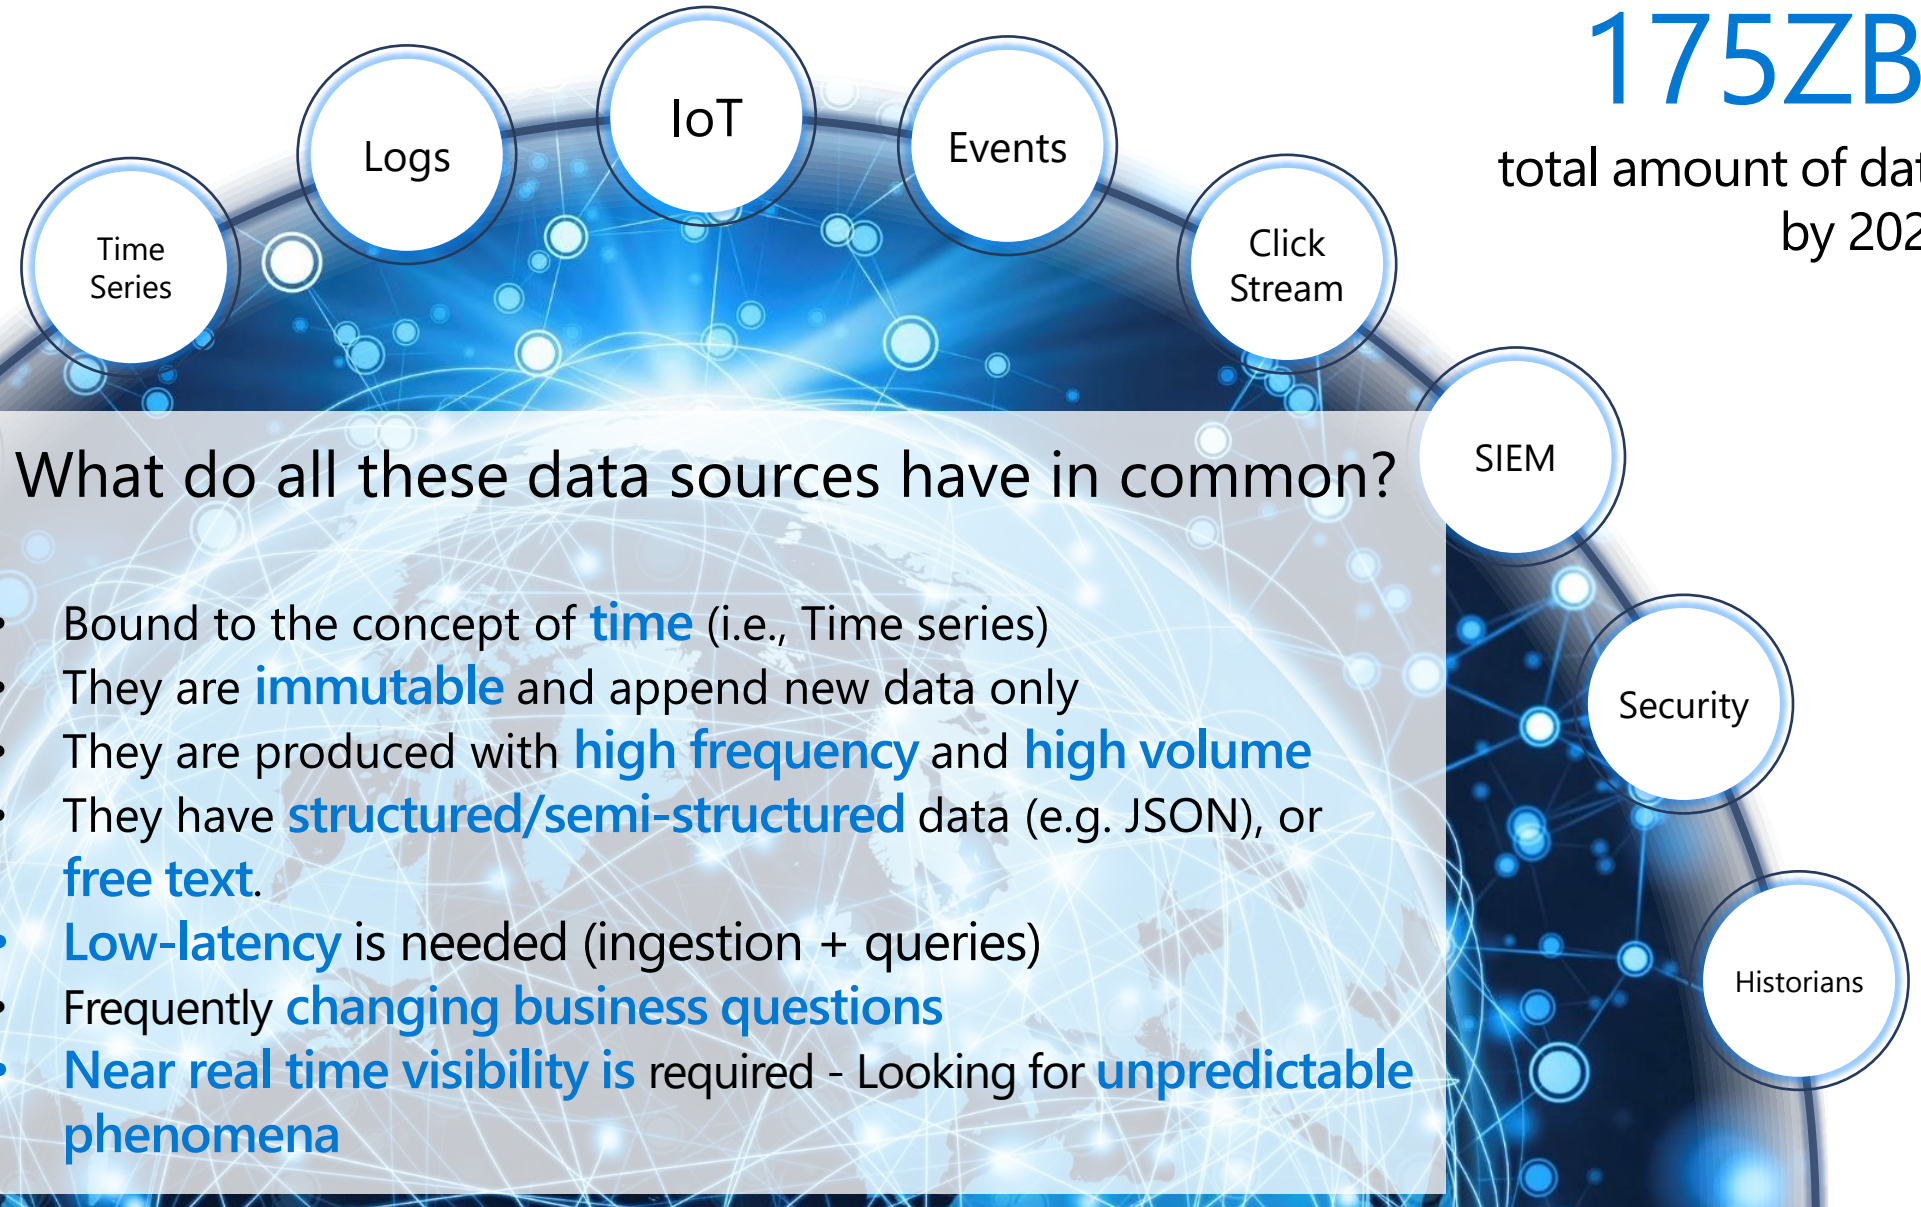 175ZB
total amount of
by
IoT
Logs
Events
Time
Series
Click
Stream
What do all these data sources have in common?
SIEM
• Bound to the concept of time (i.e., Time series)
• They are immutable and append new data only
• They are produced with high frequency and high volume
• They have structured/semi-structured data (e.g. JSON), or
free text.
• Low-latency is needed (ingestion + queries)
• Frequently changing business questions
• Near real time visibility is required - Looking for unpredictable
phenomena
Security
Historians